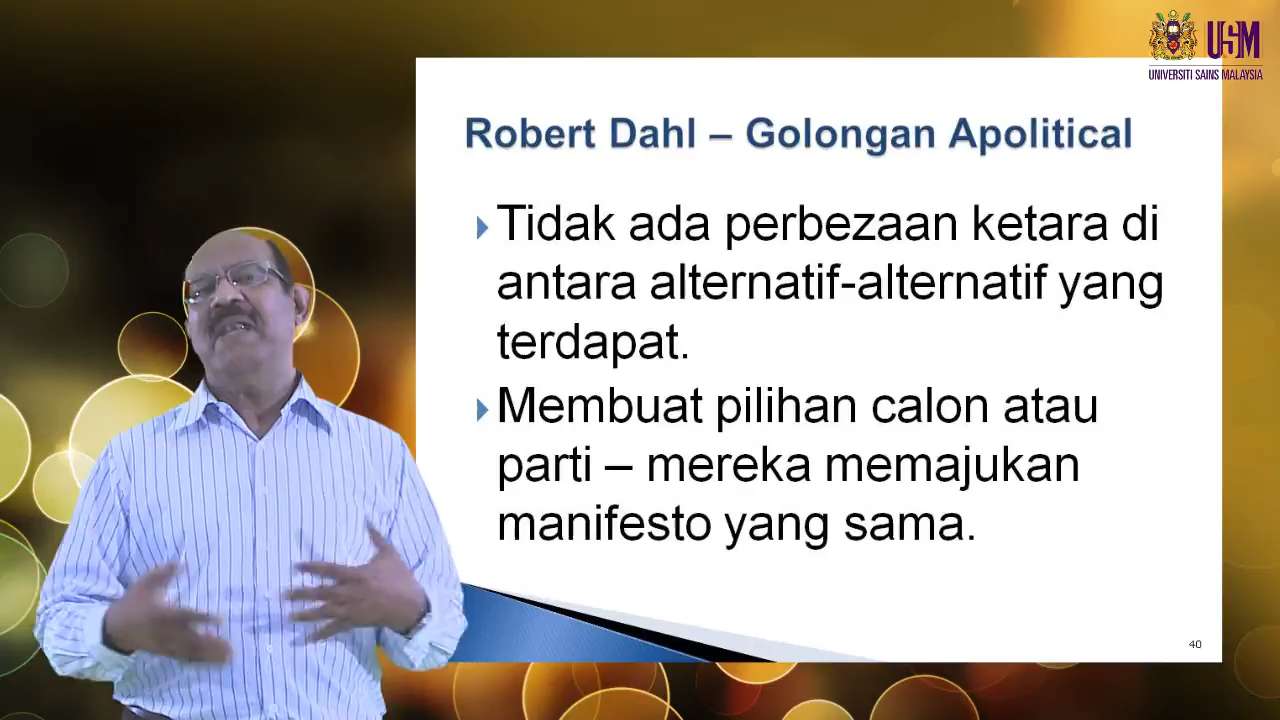 USM
UNIVERSITI SAINS MALAYSIA
Robert Dahl – Golongan Apolitical
Tidak ada perbezaan ketara di
antara alternatif-alternatif yang
terdapat.
Membuat pilihan calon atau
parti – mereka memajukan
manifesto yang sama.
40